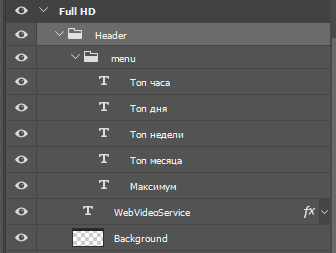 Full HD
Header
menu
Топ часа
Топ дня
Топ недели
Топ месяца
Максимум
WebVideoService fx
Background